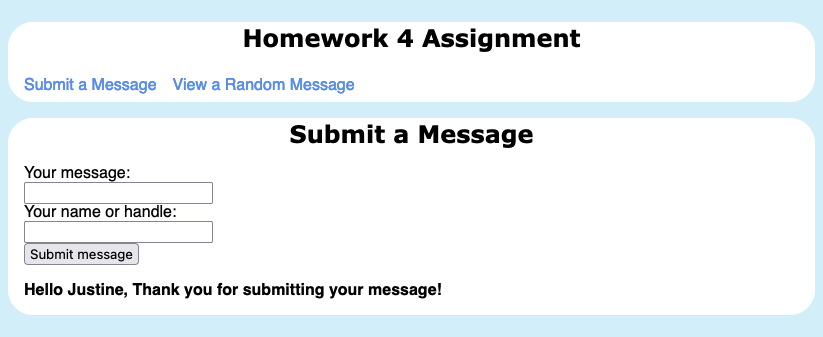 Homework 4 Assignment
Submit a Message View a Random Message
Submit a Message
Your message:
Your name or handle:
Submit message
Hello Justine, Thank you for submitting your message!